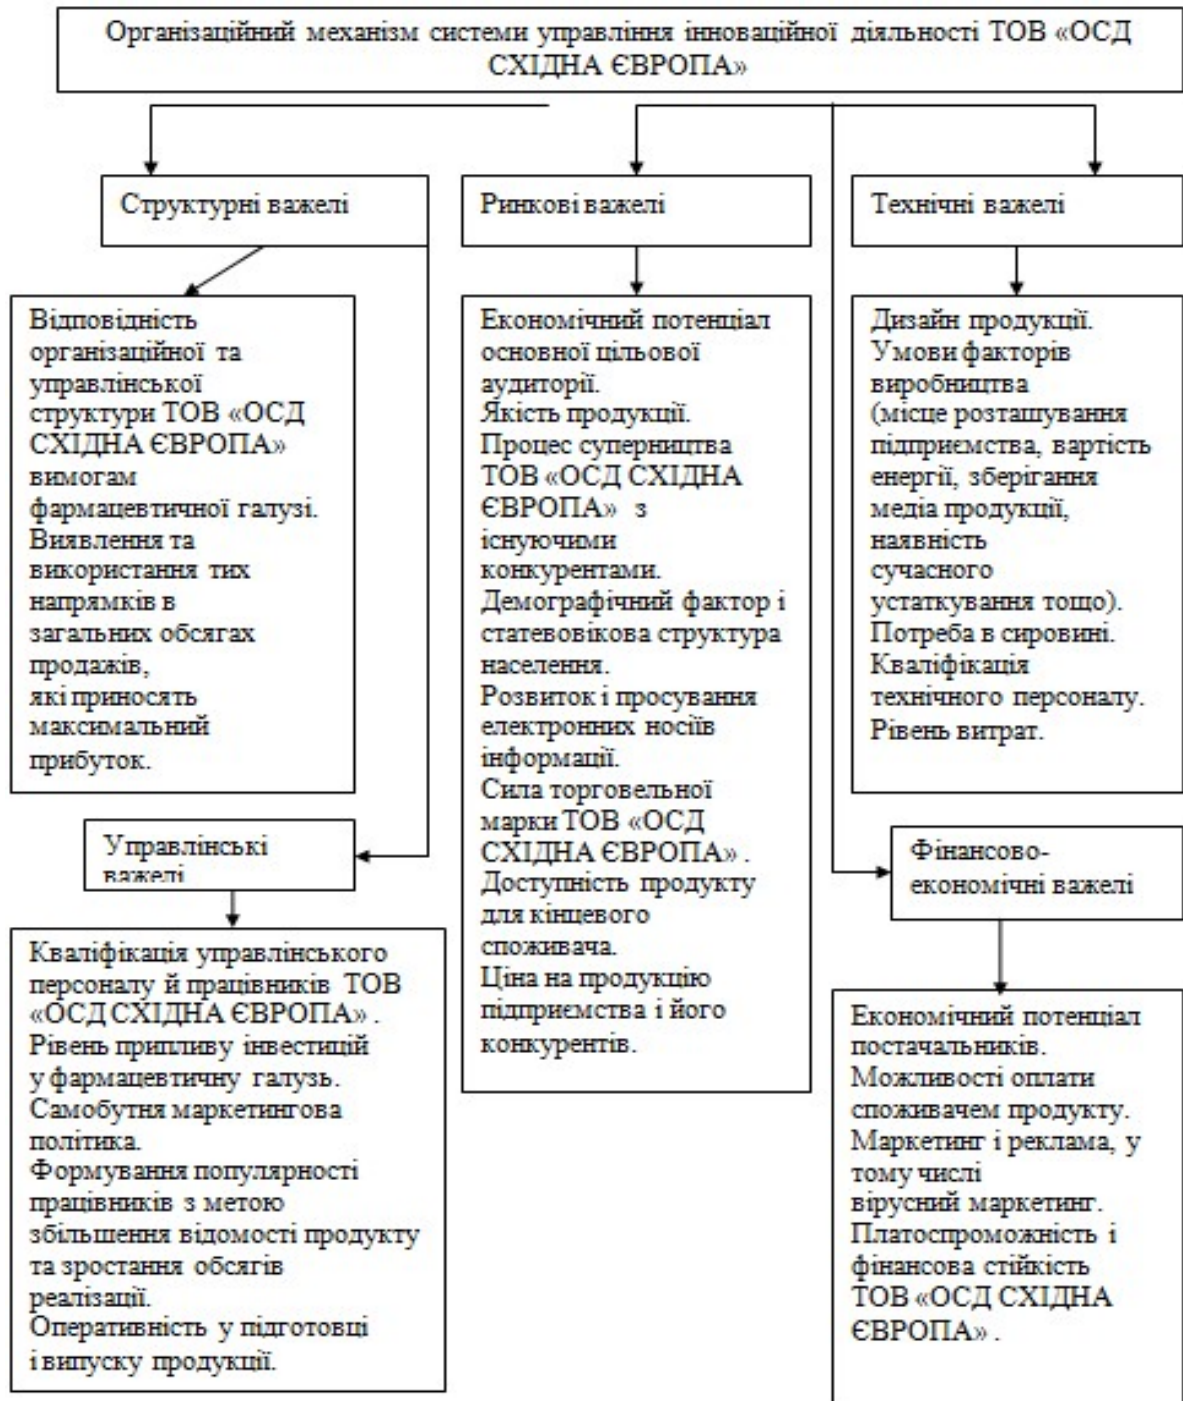 Організаційний механізм системи управління інноваційної діяльності ТОВ «ОСД
СХІДНА ЄВРОПА»
Структурні важелі
Ринкові важелі
Технічні важелі
Відповідність
організаційної та
управлінської
структури ТОВ «ОСД
СХІДНА ЄВРОПА»
вимогам
фармацевтичної галузі.
Виявлення та
використання тих
напрямків в
загальних обсягах
продажів,
які приносять
максимальний
прибуток.
Економічний потенціал
основної цільової
аудиторії.
Якість продукції.
Процес суперництва
ТОВ «ОСД СХІДНА
ЄВРОПА» з
існуючими
конкурентами.
Демографічний фактор і
статевовікова структура
населення.
Розвиток і просування
електронних носіїв
інформації.
Сила торговельної
марки ТОВ «ОСД
СХІДНА ЄВРОПА» .
Доступність продукту
для кінцевого
споживача.
Ціна на продукцію
підприємства і його
конкурентів.
Дизайн продукції.
Умови факторів
виробництва
(місце розташування
підприємства, вартість
енергії, зберігання
медіа продукції,
наявність
сучасного
устаткування тощо).
Потреба в сировині.
Кваліфікація
технічного персоналу.
Рівень витрат.
Управлінські
важелі
Фінансово-
економічні важелі
Кваліфікація управлінського
персоналу й працівників ТОВ
«ОСД СХІДНА ЄВРОПА» .
Рівень припливу інвестицій
у фармацевтичну галузь.
Самобутня маркетингова
політика.
Формування популярності
працівників з метою
збільшення відомості продукту
та зростання обсягів
реалізації.
Оперативність у підготовці
і випуску продукції.
Економічний потенціал
постачальників.
Можливості оплати
споживачем продукту.
Маркетинг і реклама, у
тому числі
вірусний маркетинг.
Платоспроможність і
фінансова стійкість
ТОВ «ОСД СХІДНА
ЄВРОПА» .